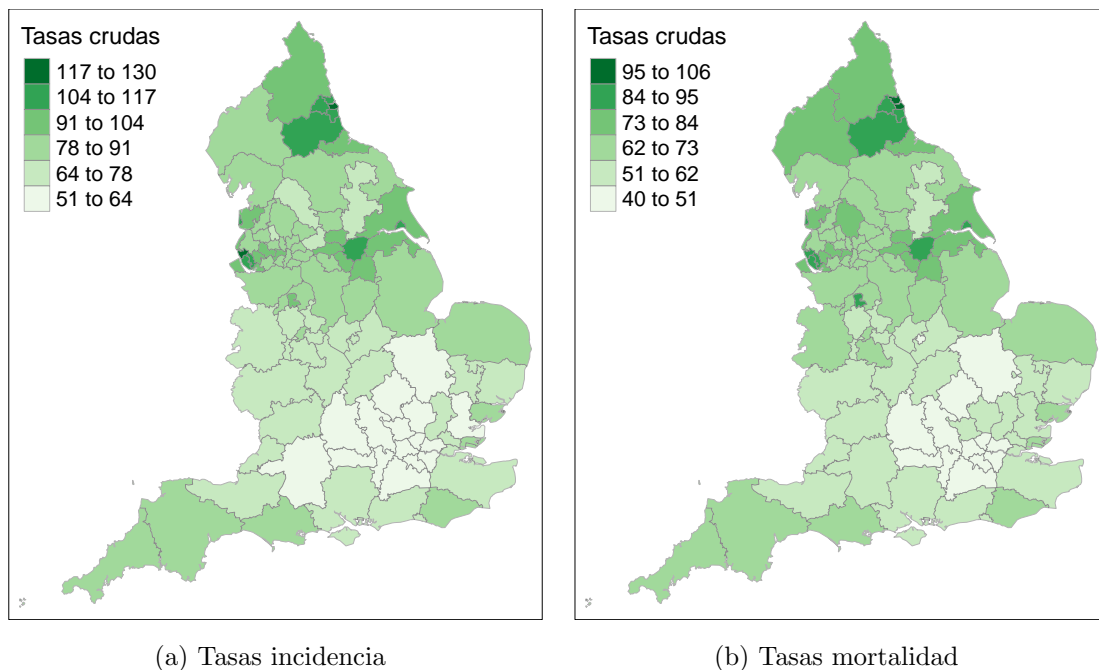 Tasas crudas
117 to 130
104 to 117
91 to 104
78 to 91
64 to 78
51 to 64
Tasas crudas
95 to 106
84 to 95
73 to 84
62 to 73
51 to 62
40 to 51
(a) Tasas incidencia
(b) Tasas mortalidad